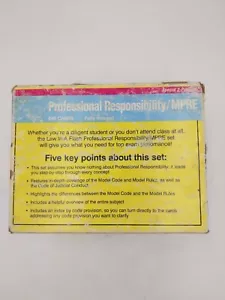 Professional Responsibility/MPRE
Whether you're a diligent student or you don't attend class at all,
the Law in a Flash Professional Responsibility/MPRE set
will give you what you need for top exam performance!
Five key points about this set:
• This set assumes you know nothing about Professional Responsibility; it leads
you step-by-step through every concept
• Features in-depth coverage of the Model Code and Model Rules, as well as
the Code of Judicial Conduct
• Highlights the differences between the Model Code and the Model Rules
• Includes a helpful overview of the entire subject
• Includes an index by code provision, so you can turn directly to the cards
addressing any code provision you want to clarify